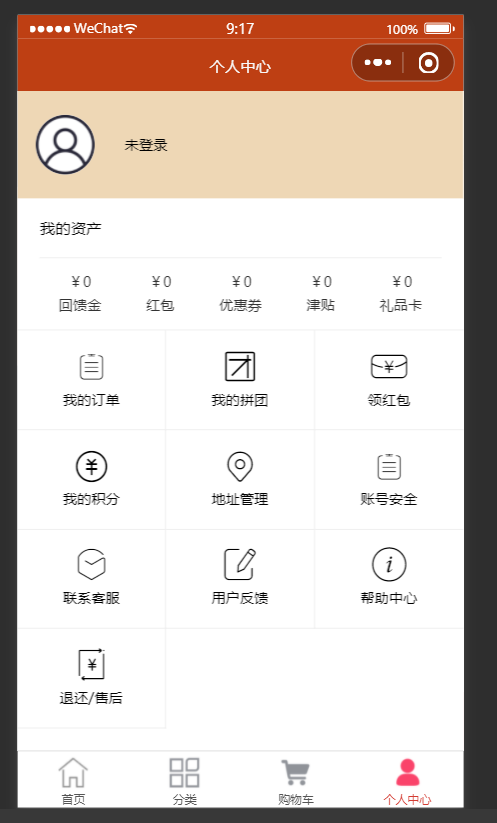 WeChat 9:17 100%
个人中心
未登录
我的资产
¥0 ¥0 ¥0 ¥0 ¥0
回馈金 红包 优惠券 津贴 礼品卡
我的订单 我的拼团 领红包
我的积分 地址管理 账号安全
联系客服 用户反馈 帮助中心
退还/售后
首页 分类 购物车 个人中心